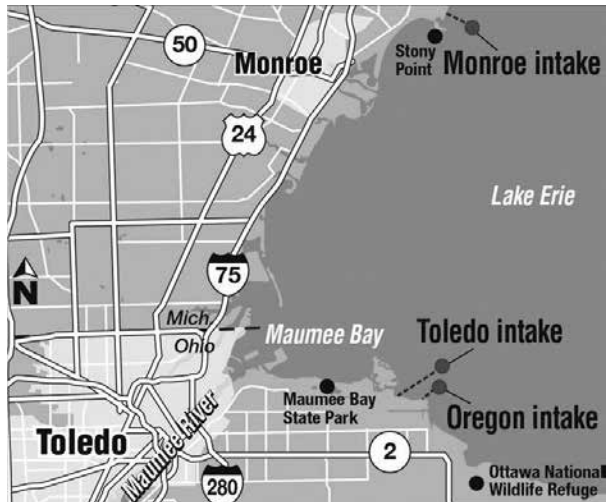 50
Monroe
Stony
Point
Monroe intake
24
Lake Erie
N
75
Mich.
Ohio
Maumee Bay
Toledo intake
Maumee Bay
State Park
Oregon intake
Toledo
Maumee River
2
280
Ottawa National
Wildlife Refuge